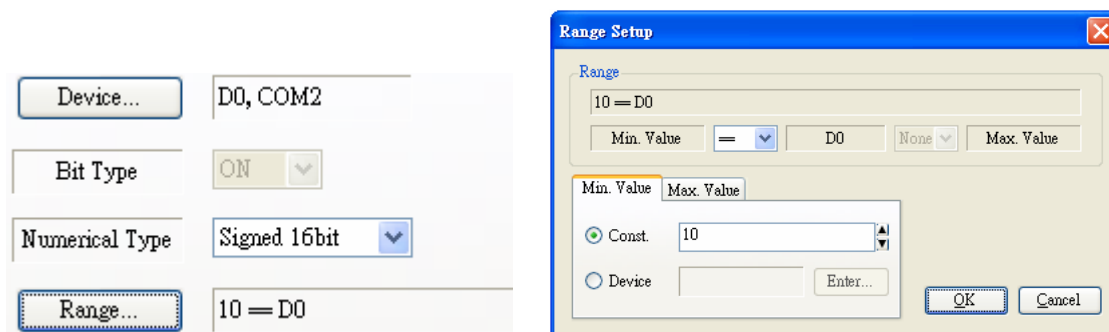 Device...
D0, COM2
Bit Type
ON
Numerical Type
Signed 16bit
Range...
10 == D0
Range Setup
Range
10 == D0
Min. Value
==
D0
None
Max. Value
Min. Value
Max. Value
Const.
10
Device
Enter...
OK
Cancel